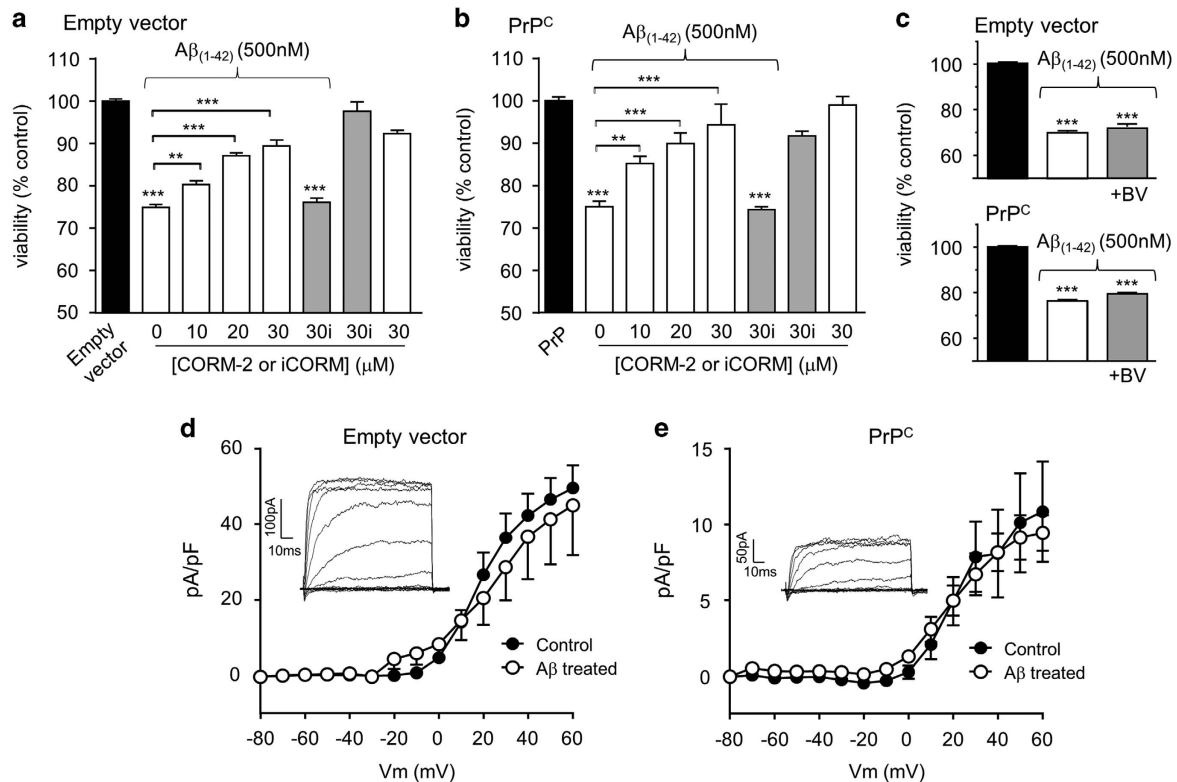 a
Empty vector
Aβ(1-42) (500nM)
viability (% control)
110
100
90
80
70
60
50
***
***
***
**
***
Empty vector
0 10 20 30 30i 30i 30
[CORM-2 or iCORM] (μM)
b
PrPC
Aβ(1-42) (500nM)
viability (% control)
110
100
90
80
70
60
50
***
***
**
***
***
PrP
0 10 20 30 30i 30i 30
[CORM-2 or iCORM] (μM)
c
Empty vector
Aβ(1-42) (500nM)
viability (% control)
100
80
60
*** ***
+BV
PrPC
Aβ(1-42) (500nM)
100
80
60
*** ***
+BV
d
Empty vector
pA/pF
60
40
20
0
100pA
10ms
Control
Aβ treated
-80 -60 -40 -20 0 20 40 60
Vm (mV)
e
PrPC
pA/pF
15
10
5
0
50pA
10ms
Control
Aβ treated
-80 -60 -40 -20 0 20 40 60
Vm (mV)